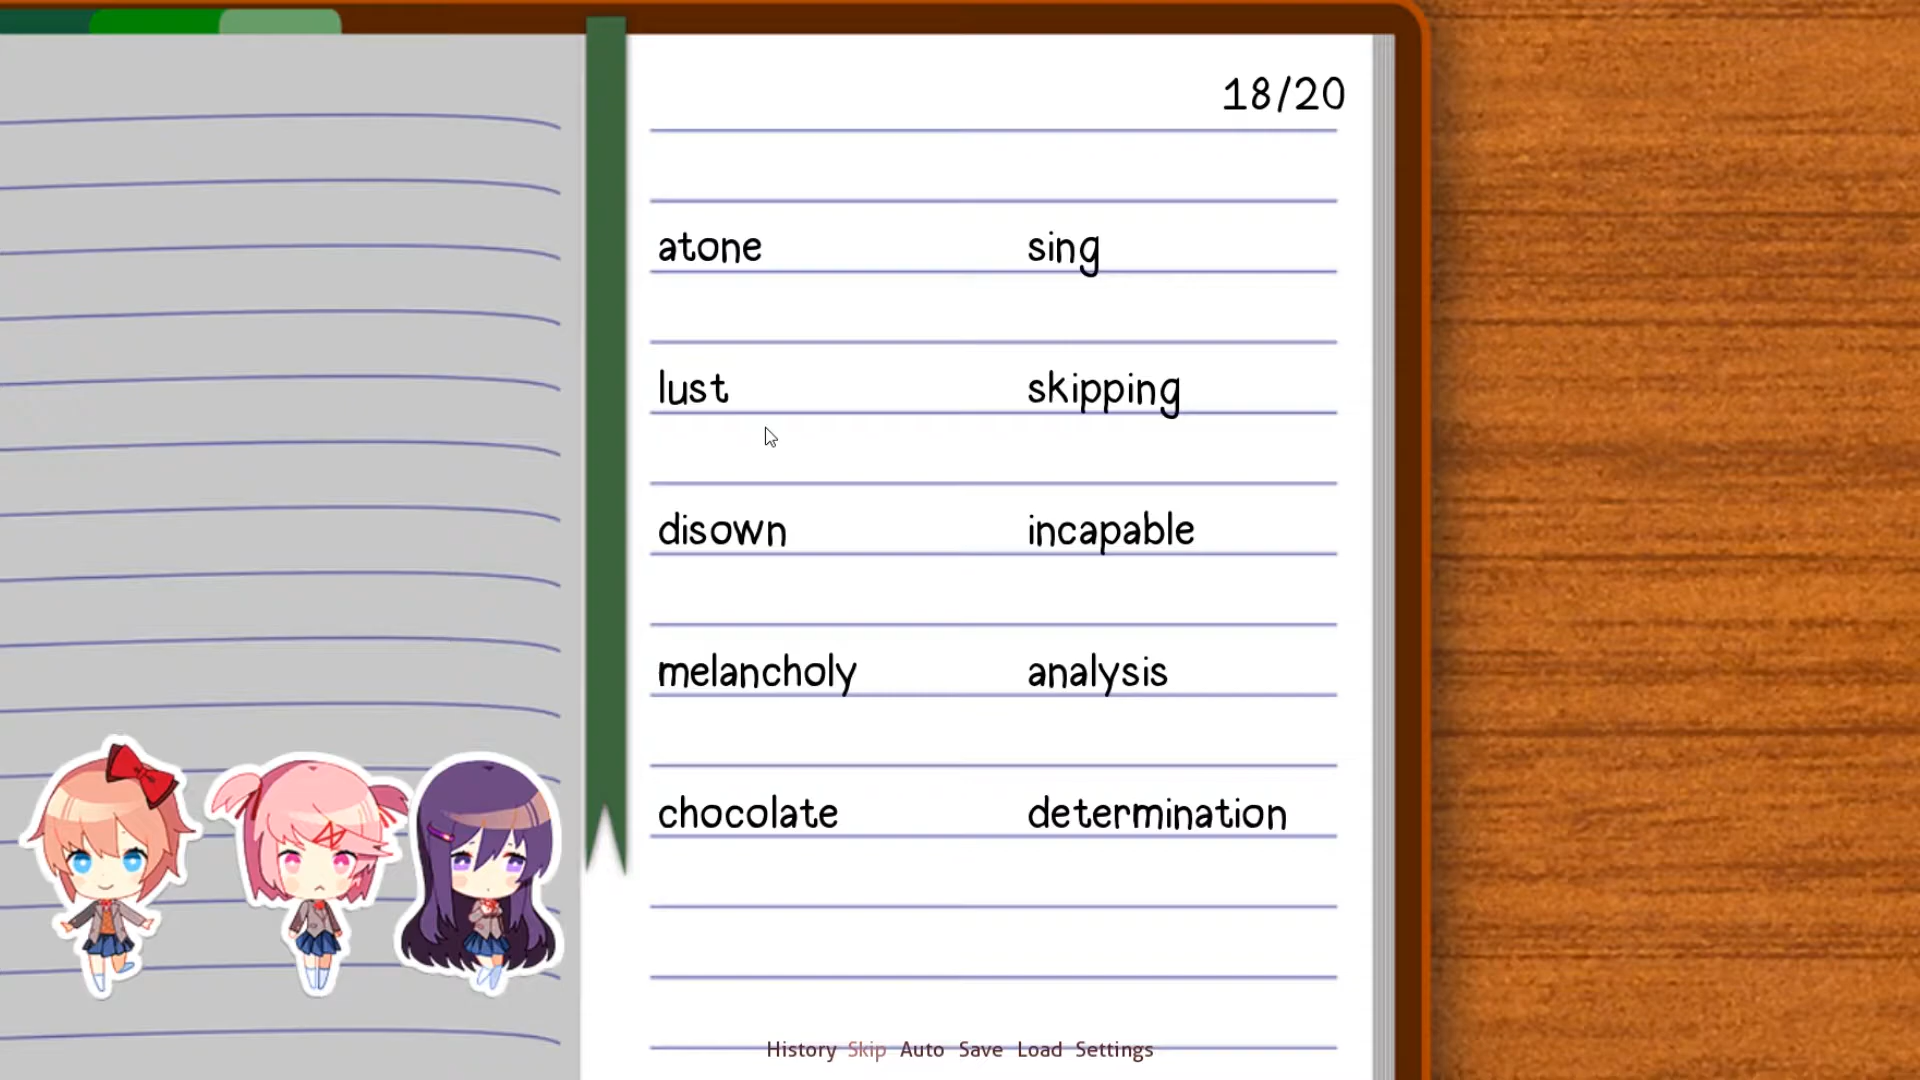 18/20
atone sing
lust skipping
disown incapable
melancholy analysis
chocolate determination
History Skip Auto Save Load Settings